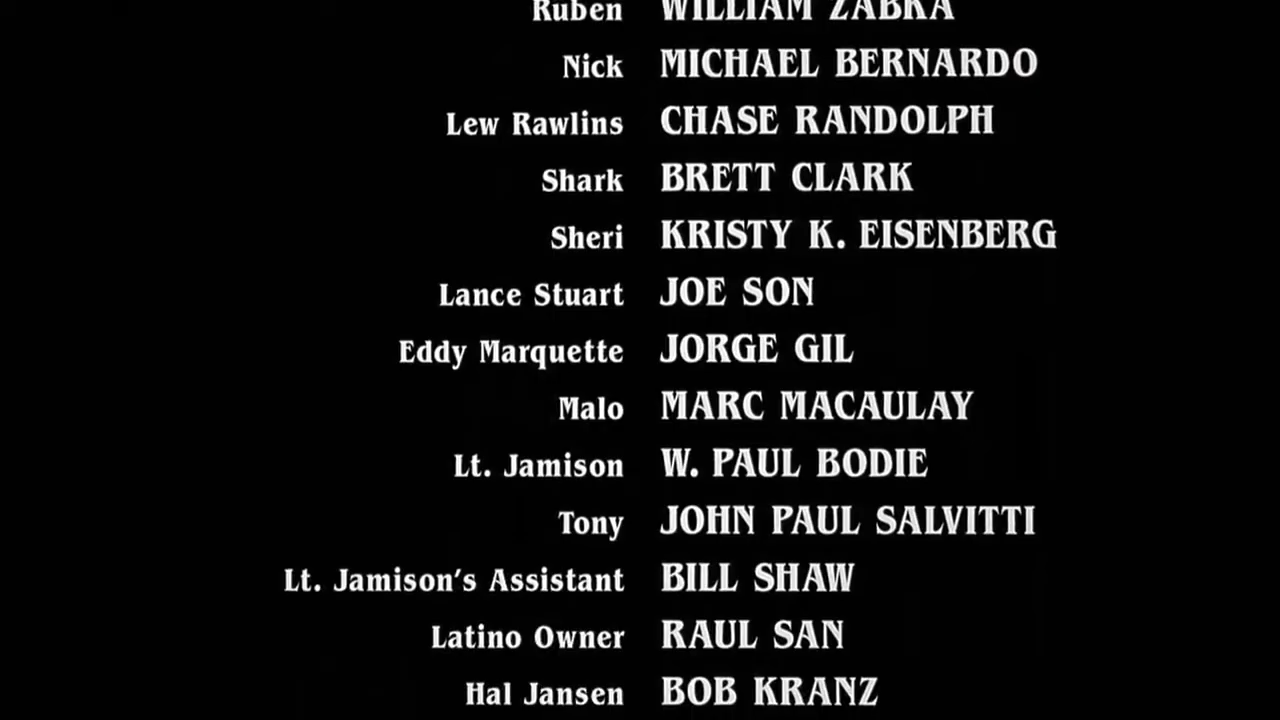 Ruben WILLIAM ZABKA
Nick MICHAEL BERNARDO
Lew Rawlins CHASE RANDOLPH
Shark BRETT CLARK
Sheri KRISTY K. EISENBERG
Lance Stuart JOE SON
Eddy Marquette JORGE GIL
Malo MARC MACAULAY
Lt. Jamison W. PAUL BODIE
Tony JOHN PAUL SALVITTI
Lt. Jamison's Assistant BILL SHAW
Latino Owner RAUL SAN
Hal Jansen BOB KRANZ